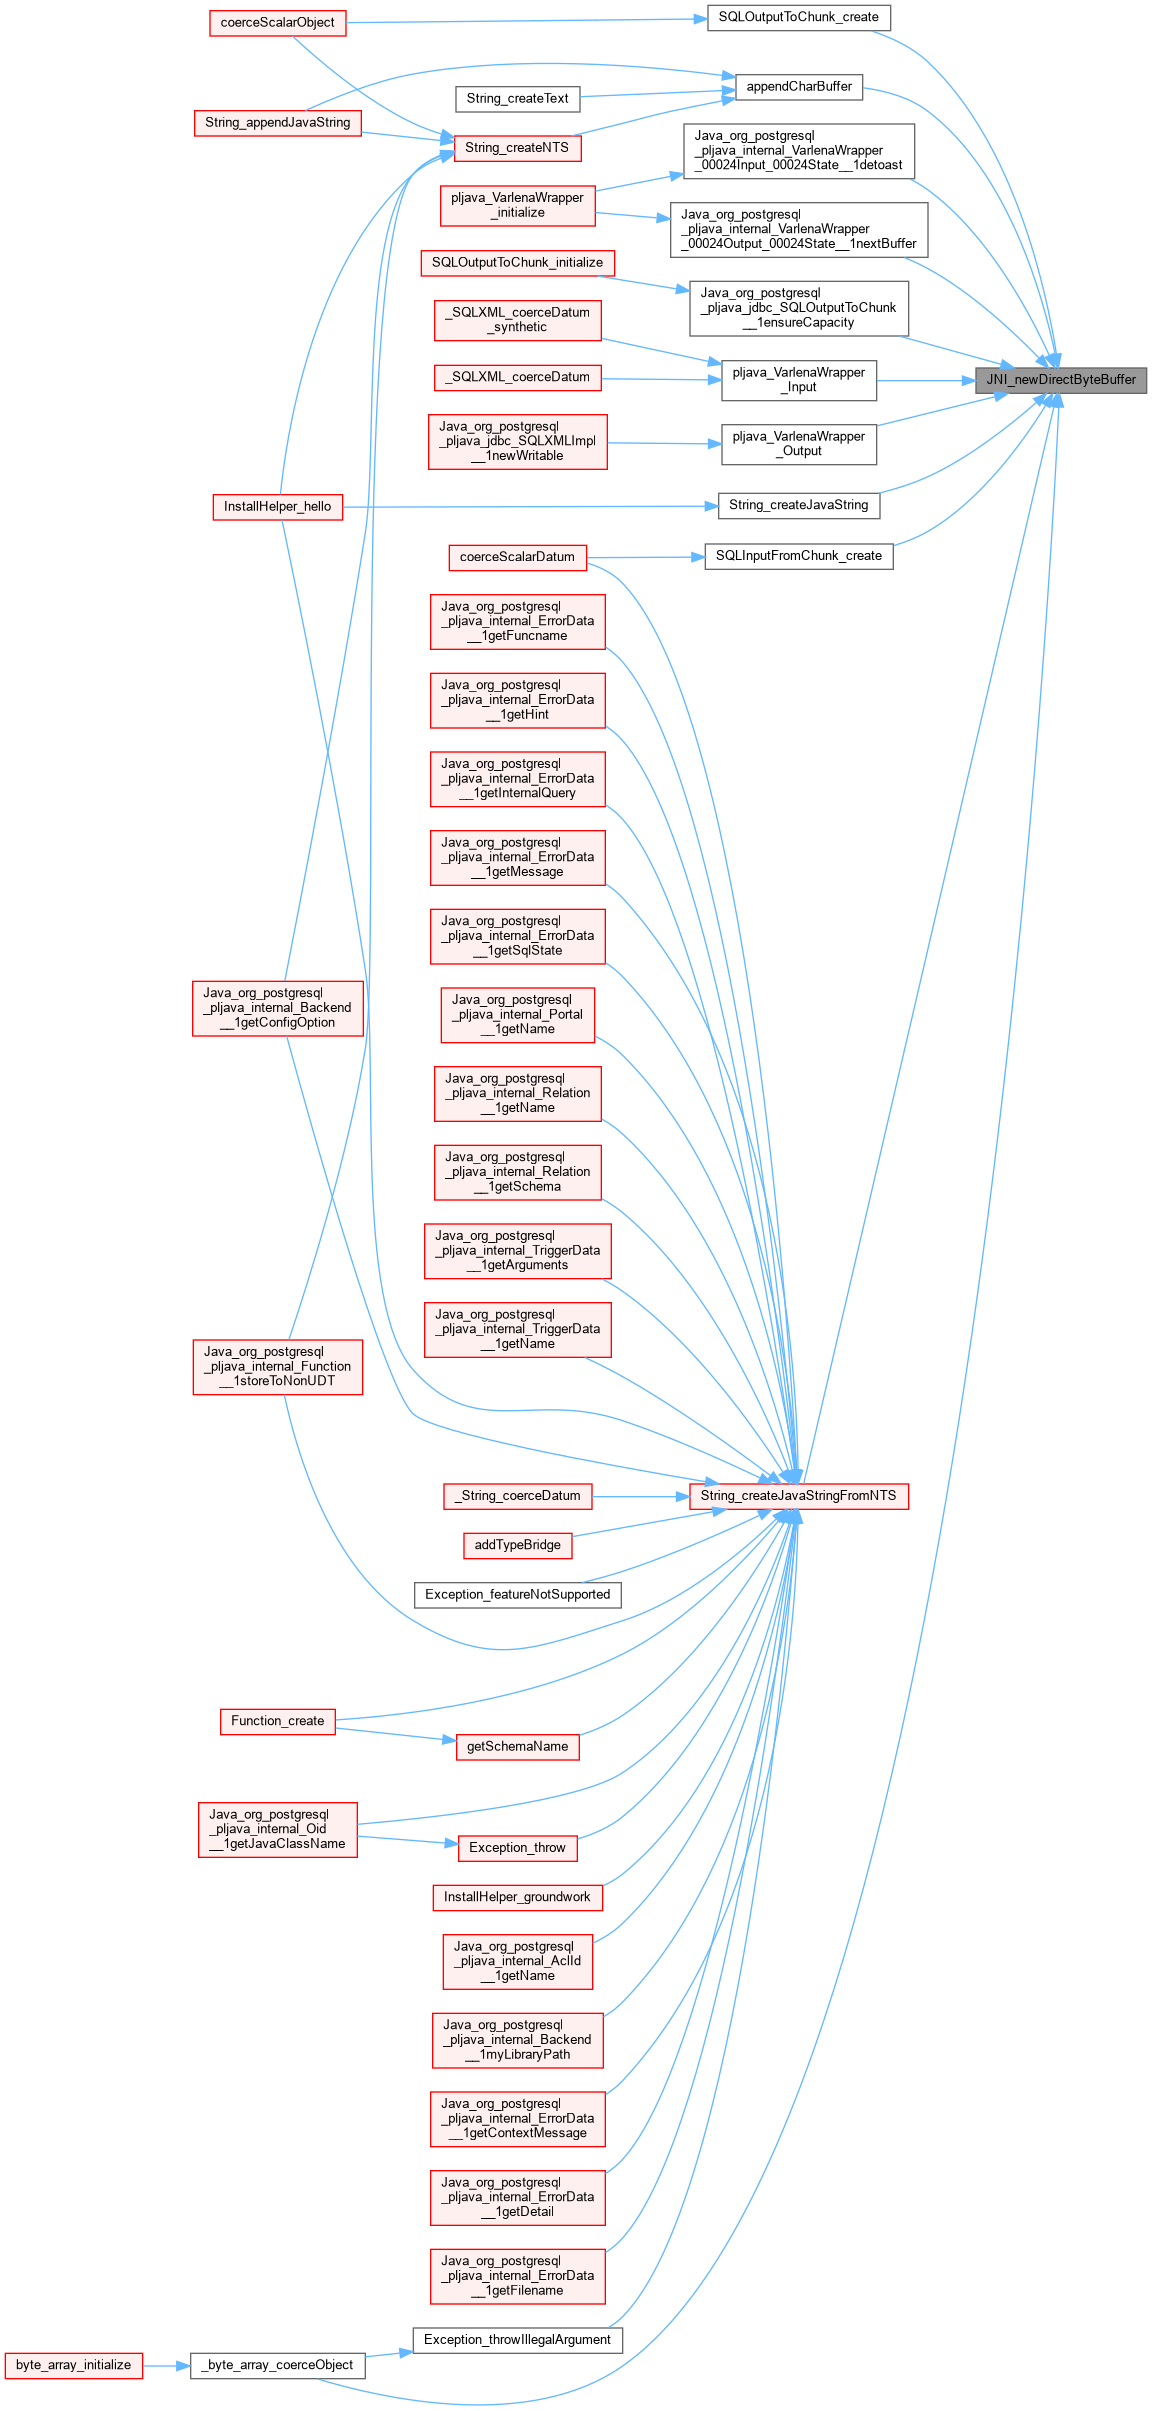 coerceScalarObject
SQLOutputToChunk_create
appendCharBuffer
String_createText
String_appendJavaString
String_createNTS
Java_org_postgresql
_pljava_internal_VarlenaWrapper
_00024Input_00024State__1detoast
pljava_VarlenaWrapper
_initialize
Java_org_postgresql
_pljava_internal_VarlenaWrapper
_00024Output_00024State__1nextBuffer
SQLOutputToChunk_initialize
Java_org_postgresql
_pljava_jdbc_SQLOutputToChunk
__1ensureCapacity
_SQLXML_coerceDatum
_synthetic
_SQLXML_coerceDatum
pljava_VarlenaWrapper
_Input
JNI_newDirectByteBuffer
Java_org_postgresql
_pljava_jdbc_SQLXMLImpl
__1newWritable
pljava_VarlenaWrapper
_Output
InstallHelper_hello
String_createJavaString
coerceScalarDatum
SQLInputFromChunk_create
Java_org_postgresql
_pljava_internal_ErrorData
__1getFuncname
Java_org_postgresql
_pljava_internal_ErrorData
__1getHint
Java_org_postgresql
_pljava_internal_ErrorData
__1getInternalQuery
Java_org_postgresql
_pljava_internal_ErrorData
__1getMessage
Java_org_postgresql
_pljava_internal_ErrorData
__1getSqlState
Java_org_postgresql
_pljava_internal_Backend
__1getConfigOption
Java_org_postgresql
_pljava_internal_Portal
__1getName
Java_org_postgresql
_pljava_internal_Relation
__1getName
Java_org_postgresql
_pljava_internal_Relation
__1getSchema
Java_org_postgresql
_pljava_internal_TriggerData
__1getArguments
Java_org_postgresql
_pljava_internal_TriggerData
__1getName
Java_org_postgresql
_pljava_internal_Function
__1storeToNonUDT
_String_coerceDatum
String_createJavaStringFromNTS
addTypeBridge
Exception_featureNotSupported
Function_create
getSchemaName
Java_org_postgresql
_pljava_internal_Oid
__1getJavaClassName
Exception_throw
InstallHelper_groundwork
Java_org_postgresql
_pljava_internal_AclId
__1getName
Java_org_postgresql
_pljava_internal_Backend
__1myLibraryPath
Java_org_postgresql
_pljava_internal_ErrorData
__1getContextMessage
Java_org_postgresql
_pljava_internal_ErrorData
__1getDetail
Java_org_postgresql
_pljava_internal_ErrorData
__1getFilename
Exception_throwIllegalArgument
byte_array_initialize
_byte_array_coerceObject